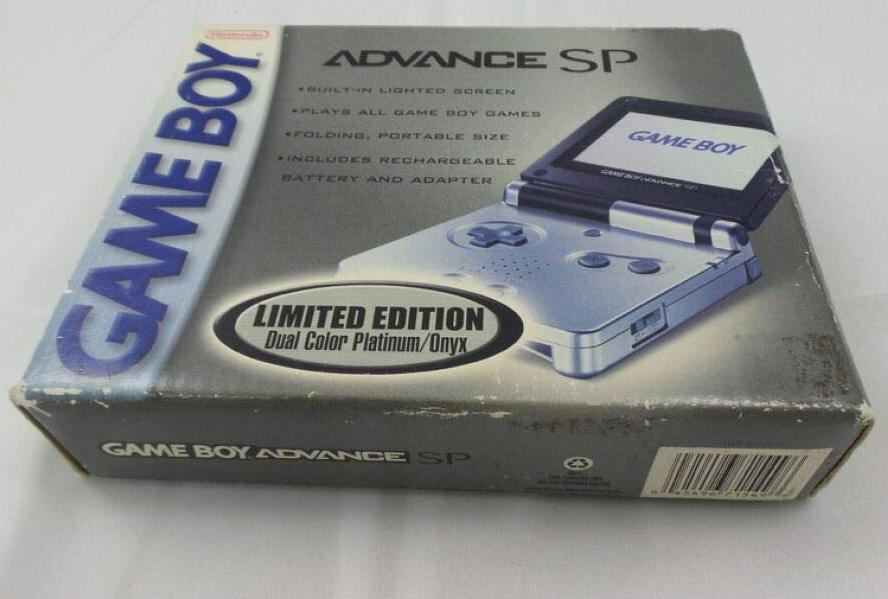 Nintendo
GAME BOY
ADVANCE SP
•BUILT-IN LIGHTED SCREEN
•PLAYS ALL GAME BOY GAMES
•FOLDING, PORTABLE SIZE
•INCLUDES RECHARGEABLE
BATTERY AND ADAPTER
GAME BOY
GAME BOY ADVANCE SP
LIMITED EDITION
Dual Color Platinum/Onyx
GAME BOY ADVANCE SP